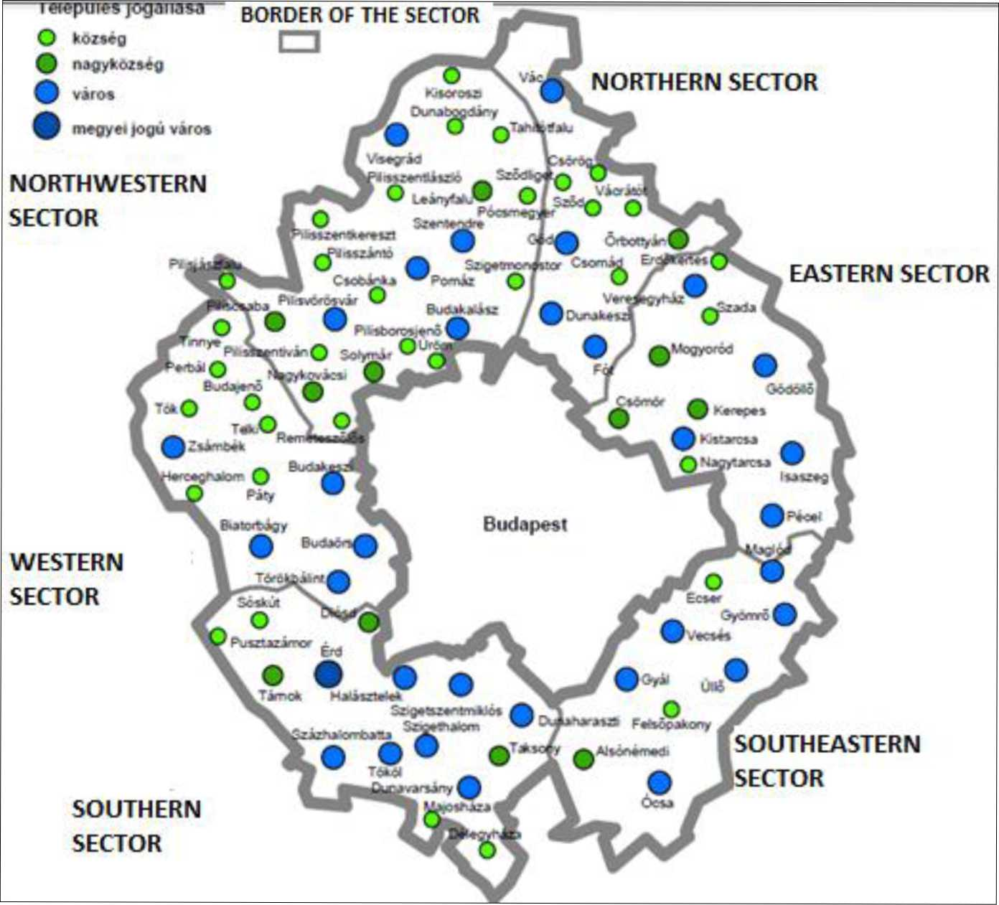 Település jogállása
község
nagyközség
város
megyei jogú város
BORDER OF THE SECTOR
NORTHERN SECTOR
NORTHWESTERN
SECTOR
EASTERN SECTOR
WESTERN
SECTOR
SOUTHERN
SECTOR
SOUTHEASTERN
SECTOR
Budapest
Vác
Kisoroszi
Dunabogdány
Tahitótfalu
Visegrád
Csörög
Pilisszentlászló
Sződliget
Vácrátót
Leányfalu
Sződ
Pócsmegyer
Szentendre
Pilisszentkereszt
Göd
Őrbottyán
Pilisszántó
Erdőkertes
Pilisjászfalu
Szigetmonostor
Csomád
Csobánka
Pomáz
Veresegyház
Piliscsaba
Pilisvörösvár
Szada
Budakalász
Dunakeszi
Pilisborosjenő
Tinnye
Pilisszentiván
Üröm
Solymár
Mogyoród
Perbál
Nagykovácsi
Fót
Budajenő
Gödöllő
Csömör
Tök
Kerepes
Telki
Remeteszőlős
Kistarcsa
Zsámbék
Nagytarcsa
Budakeszi
Herceghalom
Isaszeg
Páty
Pécel
Biatorbágy
Budaörs
Maglód
Törökbálint
Ecser
Sóskút
Diósd
Gyömrő
Vecsés
Pusztazámor
Érd
Gyál
Üllő
Tárnok
Halásztelek
Szigetszentmiklós
Dunaharaszti
Felsőpakony
Szigethalom
Százhalombatta
Taksony
Alsónémedi
Tököl
Dunavarsány
Ócsa
Majosháza
Délegyháza